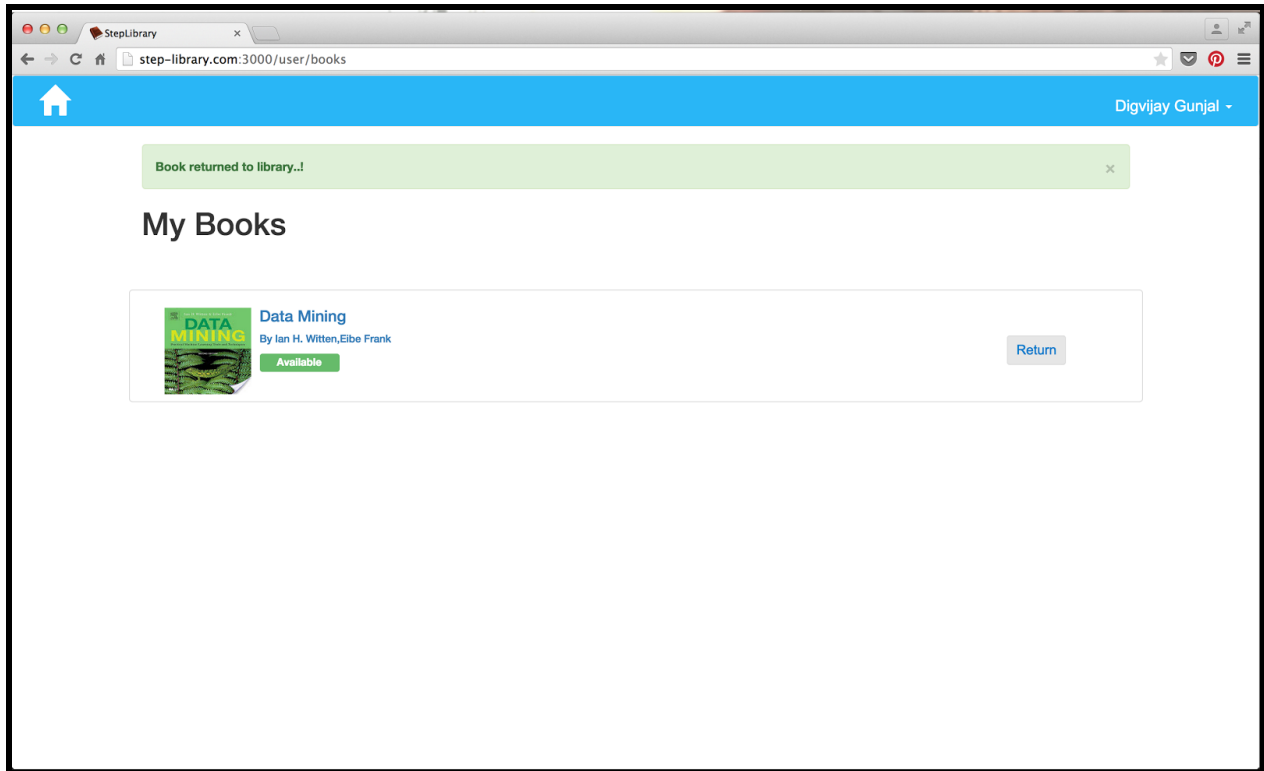 StepLibrary
step-library.com:3000/user/books
Digvijay Gunjal
Book returned to library..!
×
My Books
DATA
MINING
Data Mining
By Ian H. Witten,Eibe Frank
Available
Return